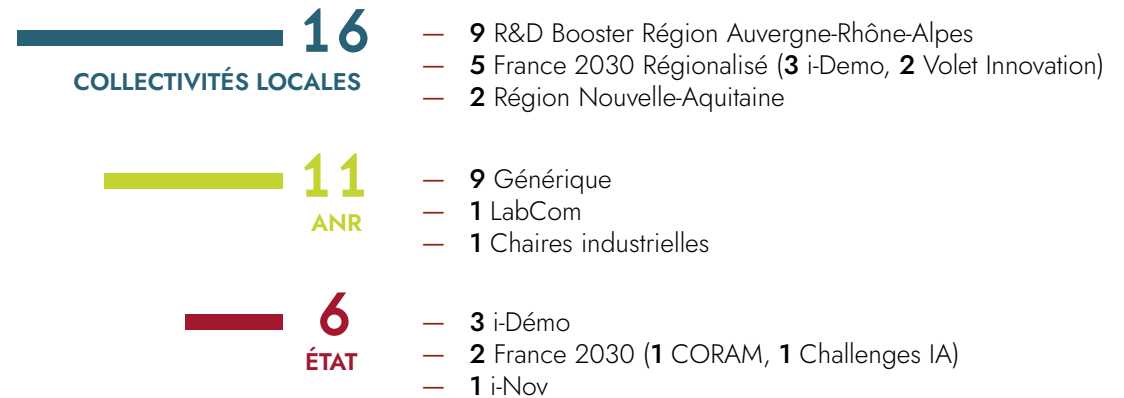 16
COLLECTIVITÉS LOCALES
— 9 R&D Booster Région Auvergne-Rhône-Alpes
— 5 France 2030 Régionalisé (3 i-Demo, 2 Volet Innovation)
— 2 Région Nouvelle-Aquitaine
11
ANR
— 9 Générique
— 1 LabCom
— 1 Chaires industrielles
6
ÉTAT
— 3 i-Démo
— 2 France 2030 (1 CORAM, 1 Challenges IA)
— 1 i-Nov